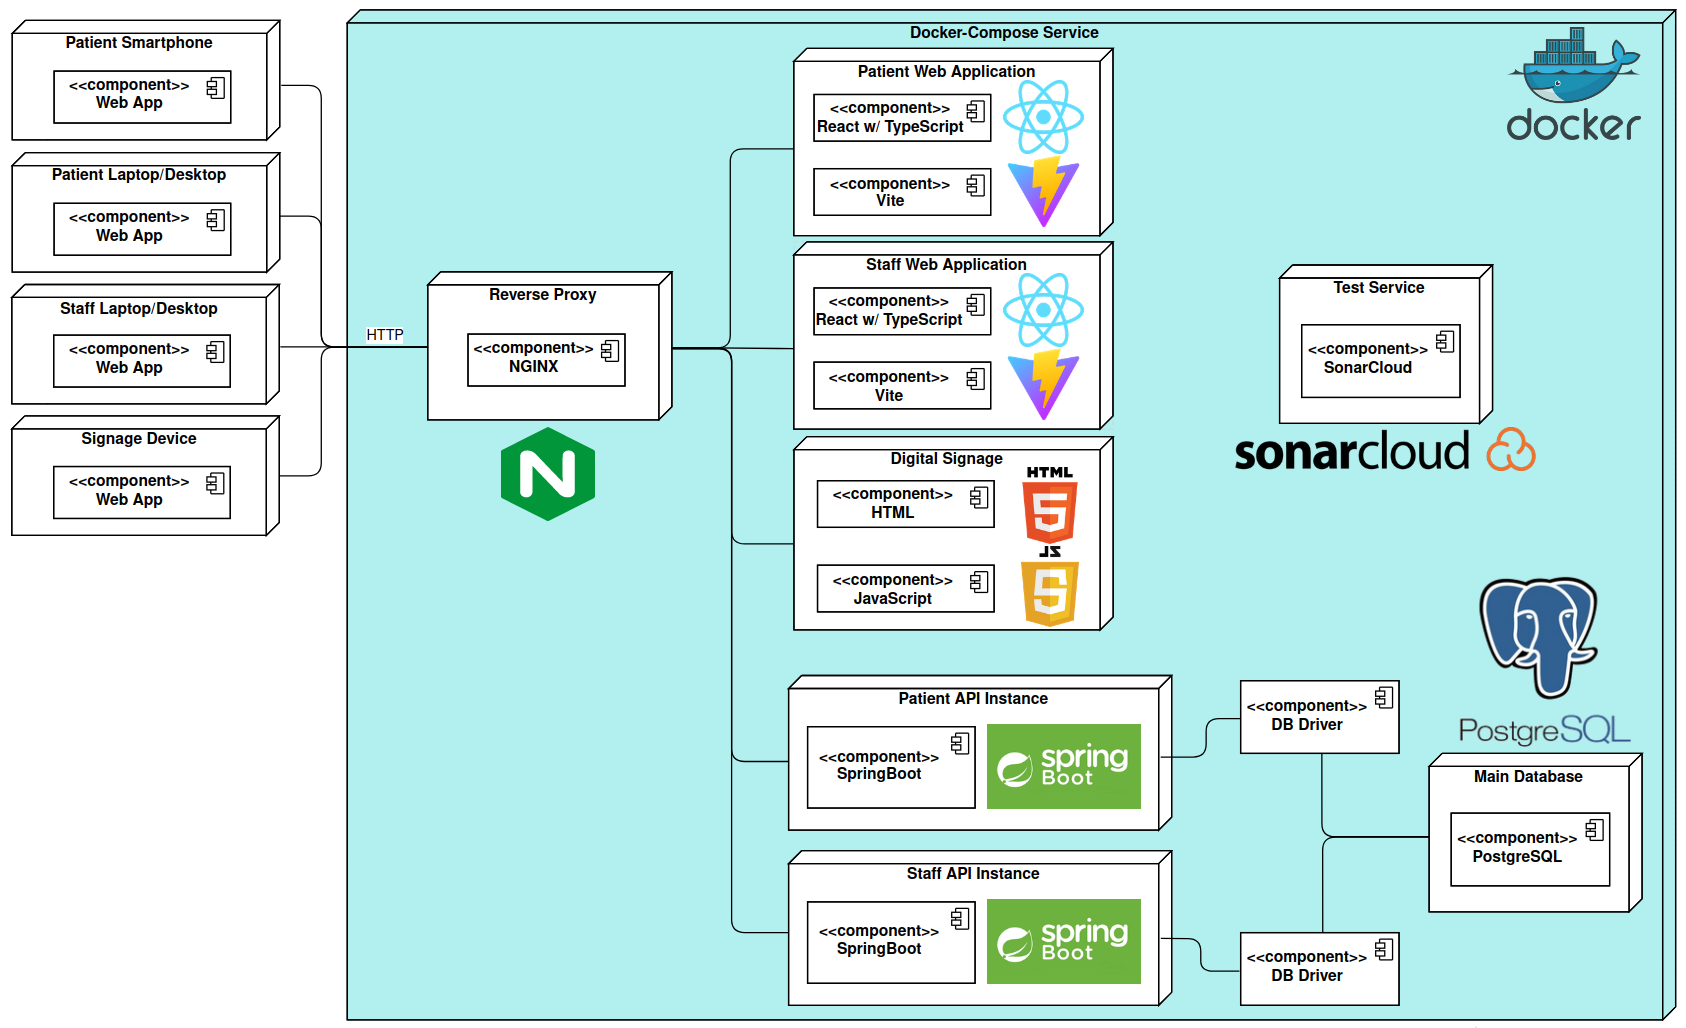 Patient Smartphone
<<component>>
Web App
Patient Laptop/Desktop
<<component>>
Web App
Staff Laptop/Desktop
<<component>>
Web App
Signage Device
<<component>>
Web App
HTTP
Docker-Compose Service
docker
Reverse Proxy
<<component>>
NGINX
N
Patient Web Application
<<component>>
React w/ TypeScript
<<component>>
Vite
Staff Web Application
<<component>>
React w/ TypeScript
<<component>>
Vite
Digital Signage
<<component>>
HTML
HTML
5
<<component>>
JavaScript
JS
5
Test Service
<<component>>
SonarCloud
sonarcloud
Patient API Instance
<<component>>
SpringBoot
spring
Boot
Staff API Instance
<<component>>
SpringBoot
spring
Boot
<<component>>
DB Driver
<<component>>
DB Driver
PostgreSQL
Main Database
<<component>>
PostgreSQL